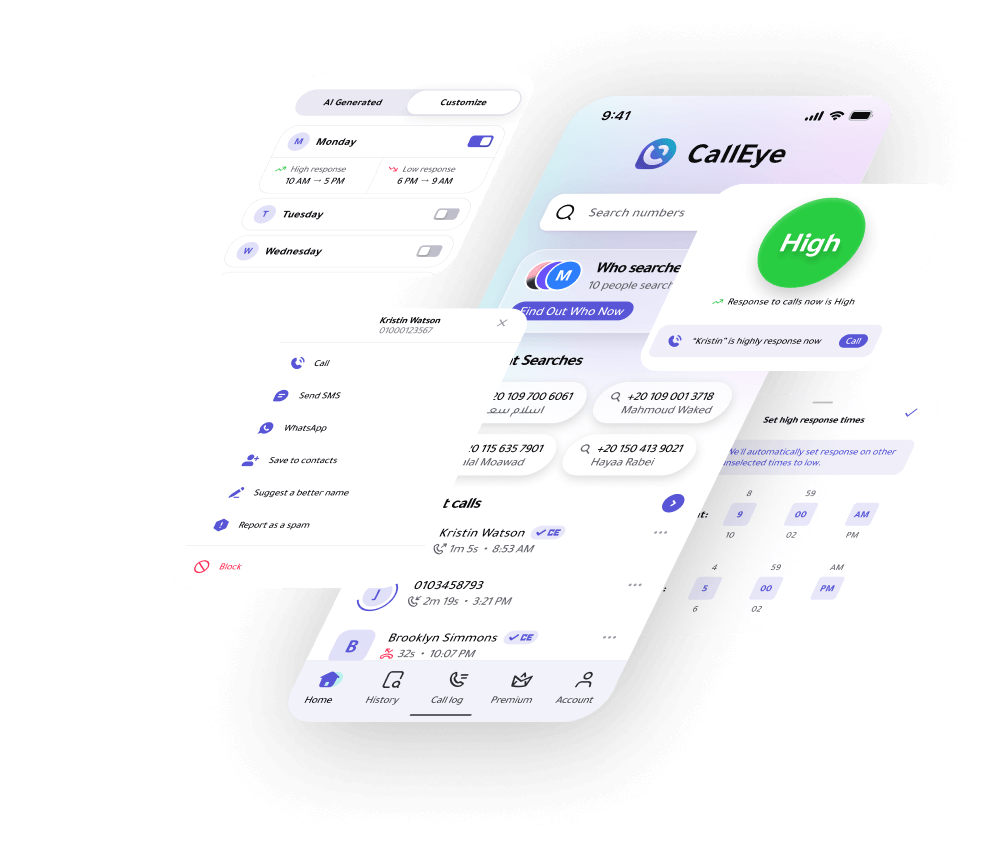 AI Generated
Customize
M
Monday
High response
10 AM → 5 PM
Low response
6 PM → 9 AM
T
Tuesday
W
Wednesday
9:41
CallEye
Search numbers
M
Who searche
10 people search
Find Out Who Now
High
Response to calls now is High
"Kristin" is highly response now
Call
Kristin Watson
01000123567
Call
Send SMS
WhatsApp
Save to contacts
Suggest a better name
Report as a spam
Block
t Searches
20 109 700 6061
اسلام سعد
+20 109 001 3718
Mahmoud Waked
0 115 635 7901
lal Moawad
+20 150 413 9021
Hayaa Rabei
t calls
Kristin Watson
CE
1m 5s • 8:53 AM
J
0103458793
2m 19s • 3:21 PM
B
Brooklyn Simmons
CE
32s • 10:07 PM
Home
History
Call log
Premium
Account
Set high response times
We'll automatically set response on other
unselected times to low.
8
59
t:
9
00
AM
10
02
PM
4
59
AM
:
5
00
PM
6
02